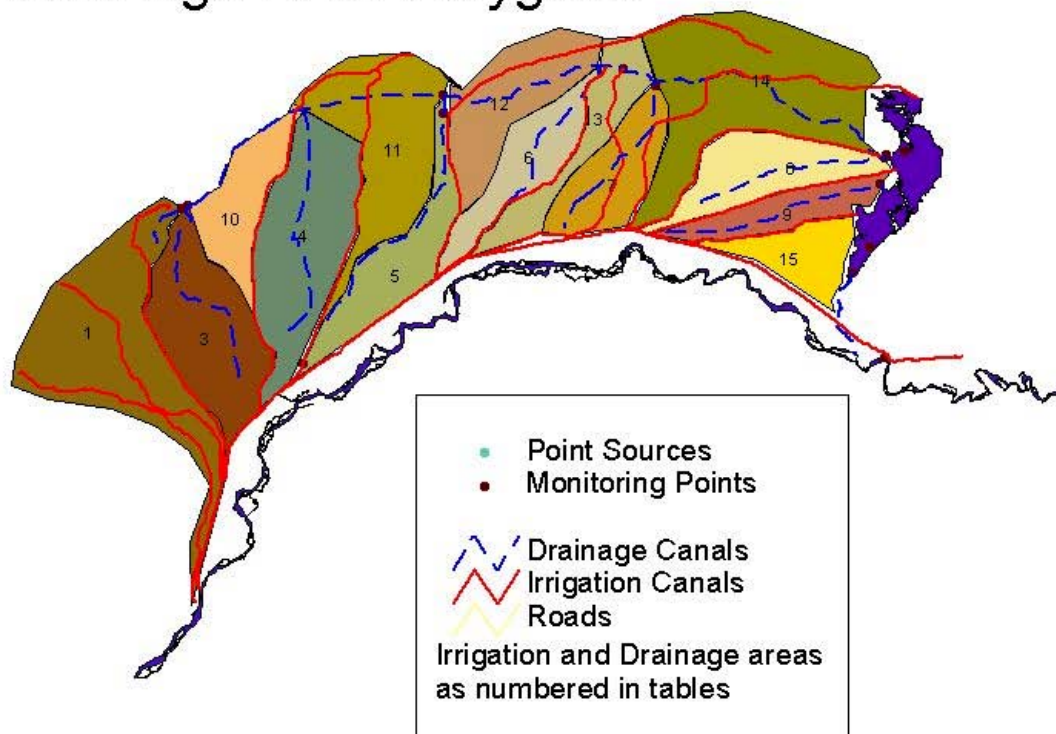 12
14
13
6
11
8
7
10
4
9
5
15
1
3
Point Sources
Monitoring Points
Drainage Canals
Irrigation Canals
Roads
Irrigation and Drainage areas
as numbered in tables